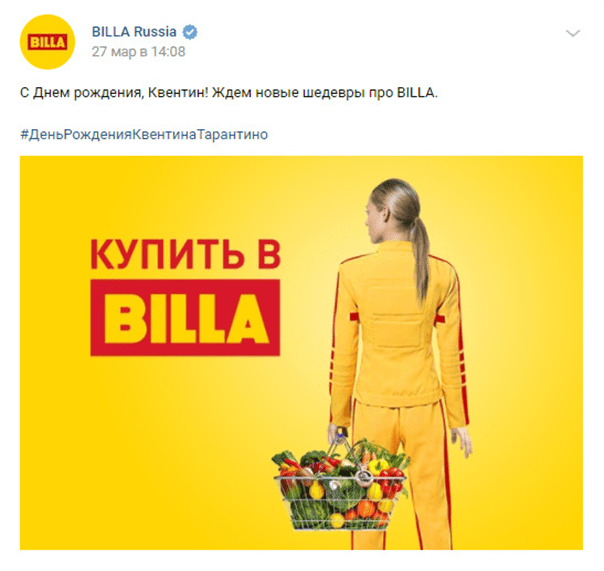 BILLA
BILLA Russia
27 мар в 14:08
С Днем рождения, Квентин! Ждем новые шедевры про BILLA.
#ДеньРожденияКвентинаТарантино
КУПИТЬ В
BILLA